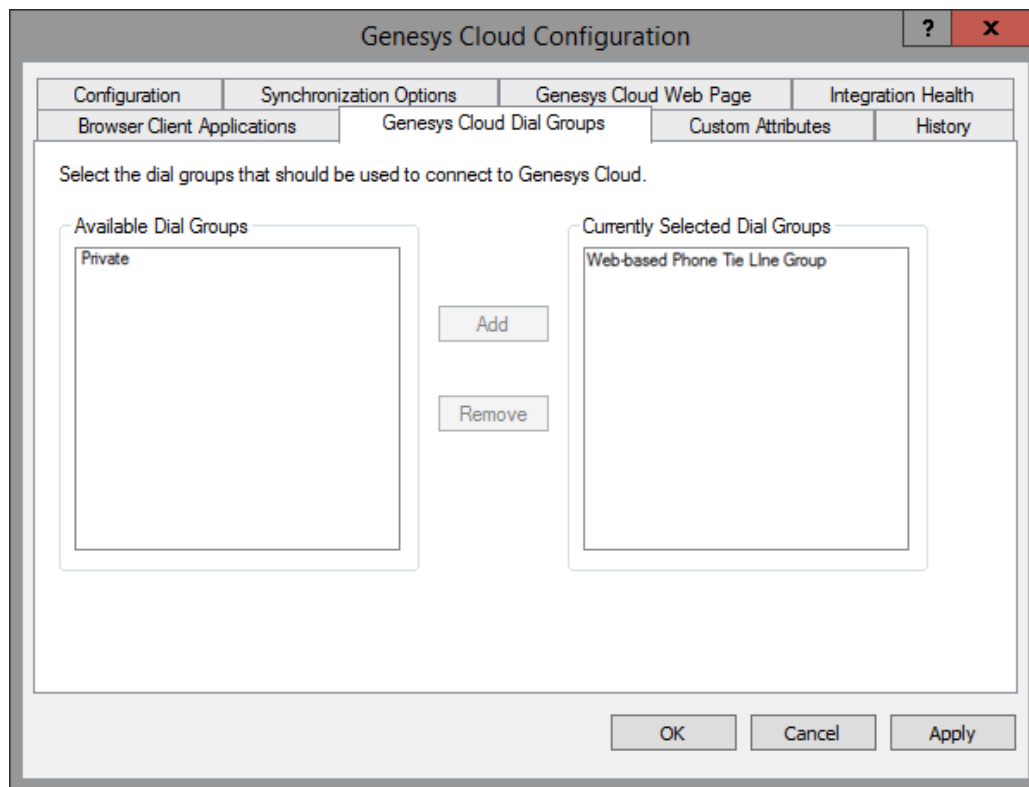 Genesys Cloud Configuration
? x
Configuration Synchronization Options Genesys Cloud Web Page Integration Health
Browser Client Applications Genesys Cloud Dial Groups Custom Attributes History
Select the dial groups that should be used to connect to Genesys Cloud.
Available Dial Groups Currently Selected Dial Groups
Private Web-based Phone Tie LIne Group
Add
Remove
OK Cancel Apply